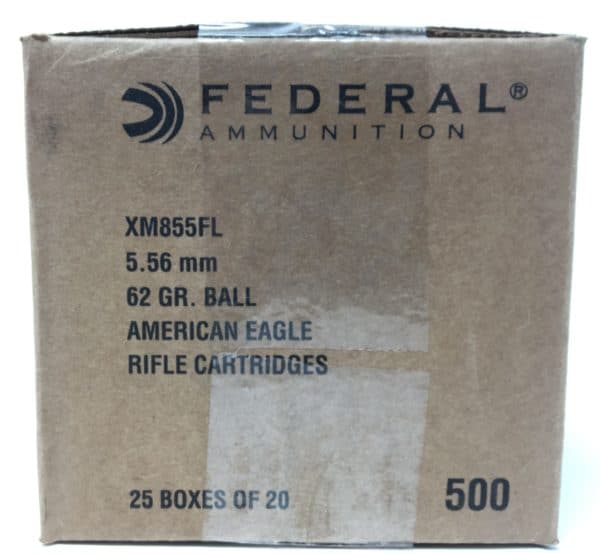 FEDERAL®
AMMUNITION
XM855FL
5.56 mm
62 GR. BALL
AMERICAN EAGLE
RIFLE CARTRIDGES
25 BOXES OF 20 500